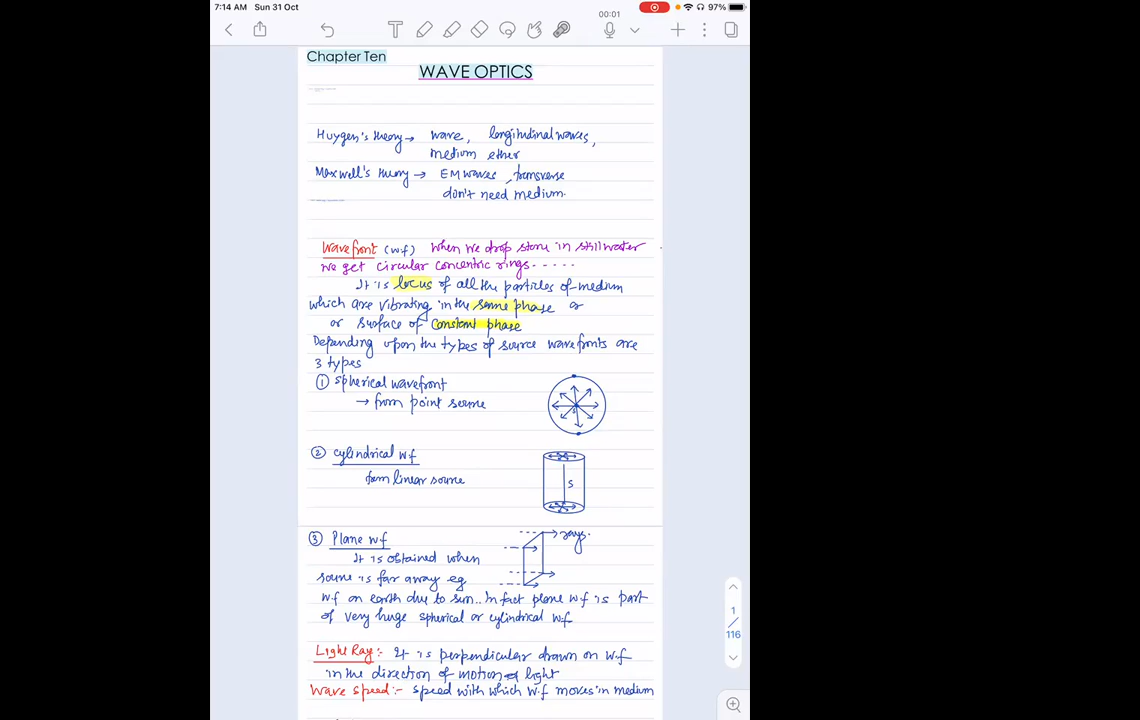 7:14 AM Sun 31 Oct
97%
00:01
Chapter Ten
WAVE OPTICS
Huygen's theory → wave, longitudinal waves,
medium ether
Maxwell's theory → EM waves, transverse
don't need medium.
Wavefront (wf) When we drop stone in still water
we get circular concentric rings.....
It is locus of all the particles of medium
which are vibrating in the same phase or
or surface of constant phase
Depending upon the types of source wavefronts are
3 types
① Spherical wavefront
→ from point source
② cylindrical w.f
from linear source
S
③ Plane w.f
rays.
It is obtained when
source is far away eg
w.f on earth due to sun.. In fact plane w.f is part
of very huge spherical or cylindrical w.f
Light Ray:- It is perpendicular drawn on w.f
in the direction of motion of light
Wave speed:- speed with which w.f moves in medium
1
/
116